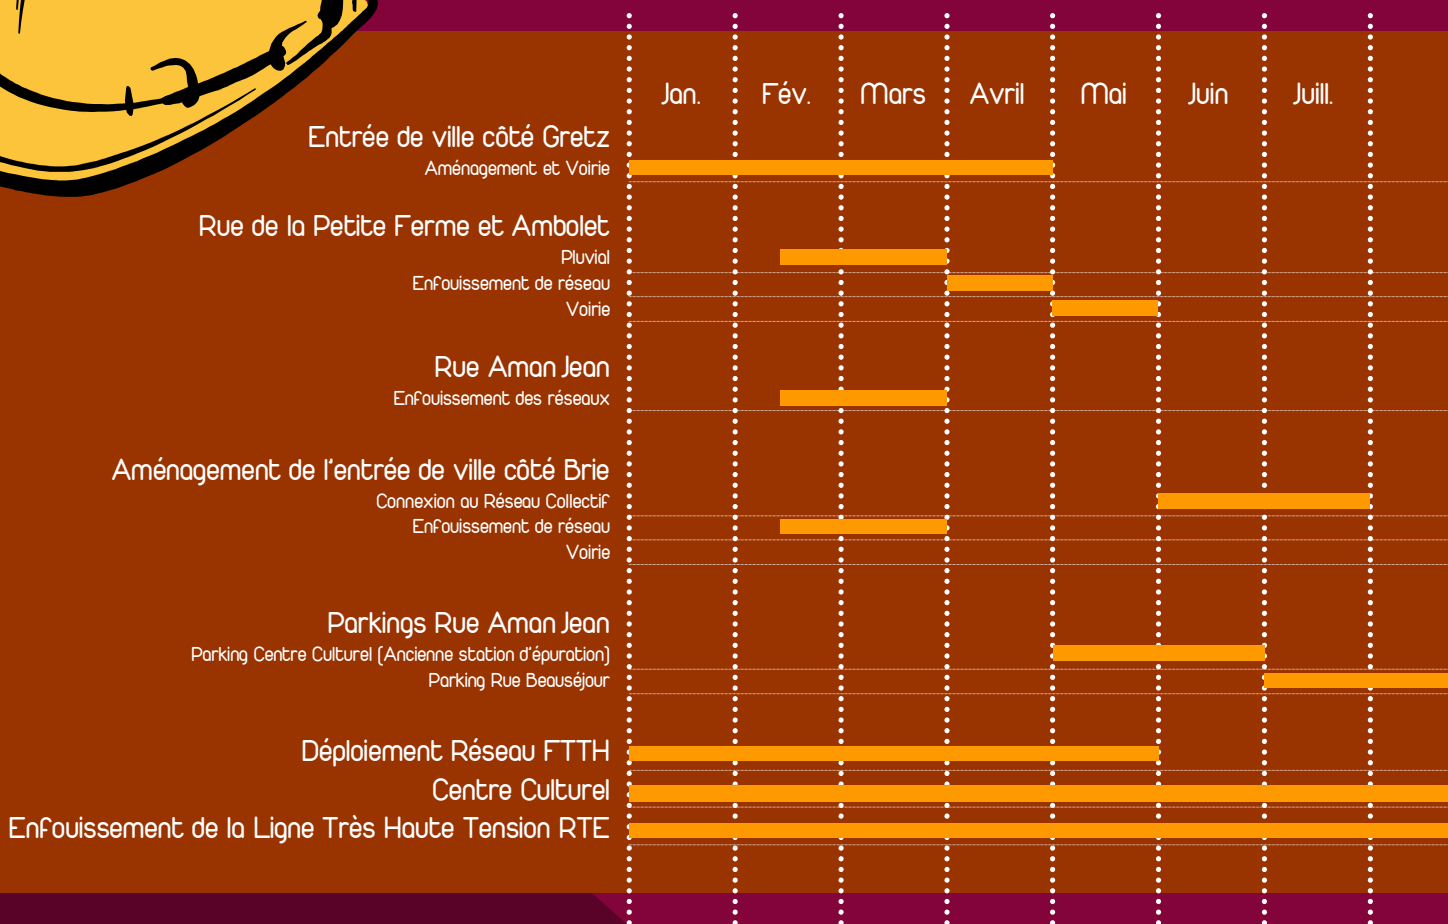 Jan. Fév. Mars Avril Mai Juin Juill.
Entrée de ville côté Gretz
Aménagement et Voirie
Rue de la Petite Ferme et Ambolet
Pluvial
Enfouissement de réseau
Voirie
Rue Aman Jean
Enfouissement des réseaux
Aménagement de l'entrée de ville côté Brie
Connexion au Réseau Collectif
Enfouissement de réseau
Voirie
Parkings Rue Aman Jean
Parking Centre Culturel (Ancienne station d'épuration)
Parking Rue Beauséjour
Déploiement Réseau FTTH
Centre Culturel
Enfouissement de la Ligne Très Haute Tension RTE